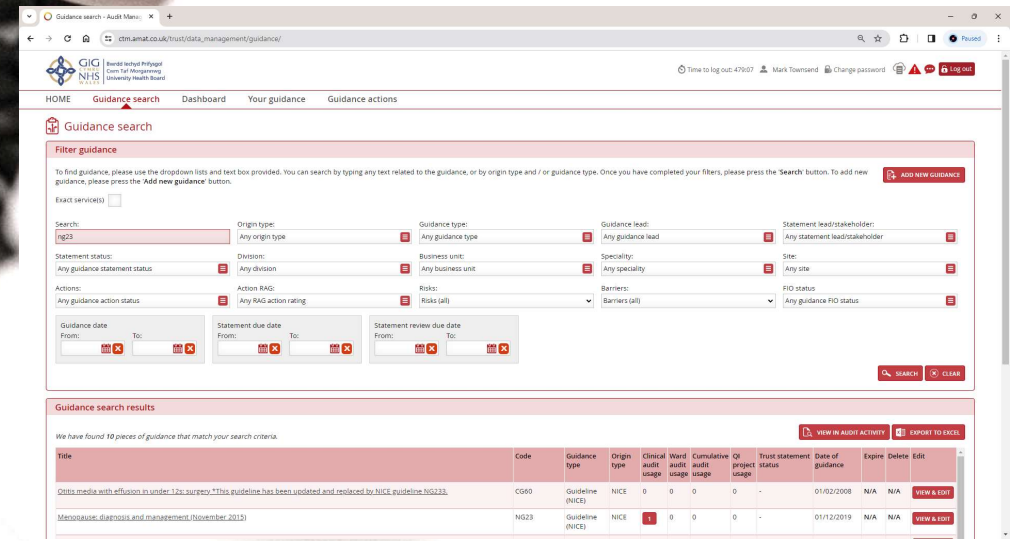 Guidance search - Audit Manag
ctm.amat.co.uk/trust/data_management/guidance/
Paused
GIG
CYMRU
NHS
WALES
Bwrdd Iechyd Prifysgol
Cwm Taf Morgannwg
University Health Board
Time to log out: 479:07 Mark Townsend Change password Log out
HOME Guidance search Dashboard Your guidance Guidance actions
Guidance search
Filter guidance
To find guidance, please use the dropdown lists and text box provided. You can search by typing any text related to the guidance, or by origin type and / or guidance type. Once you have completed your filters, please press the 'Search' button. To add new
guidance, please press the 'Add new guidance' button.
ADD NEW GUIDANCE
Exact service(s)
Search: Origin type: Guidance type: Guidance lead: Statement lead/stakeholder:
ng23 Any origin type Any guidance type Any guidance lead Any statement lead/stakeholder
Statement status: Division: Business unit: Speciality: Site:
Any guidance statement status Any division Any business unit Any speciality Any site
Actions: Action RAG: Risks: Barriers: FIO status
Any guidance action status Any RAG action rating Risks (all) Barriers (all) Any guidance FIO status
Guidance date Statement due date Statement review due date
From: To: From: To: From: To:
SEARCH CLEAR
Guidance search results
We have found 10 pieces of guidance that match your search criteria.
VIEW IN AUDIT ACTIVITY EXPORT TO EXCEL
Title Code Guidance Origin Clinical Ward Cumulative QI Trust statement Date of Expire Delete Edit
type type audit audit audit project status guidance
usage usage usage usage
Otitis media with effusion in under 12s: surgery *This guideline has been updated and replaced by NICE guideline NG233. CG60 Guideline NICE 0 0 0 0 - 01/02/2008 N/A N/A VIEW & EDIT
(NICE)
Menopause: diagnosis and management (November 2015) NG23 Guideline NICE 1 0 0 0 - 01/12/2019 N/A N/A VIEW & EDIT
(NICE)